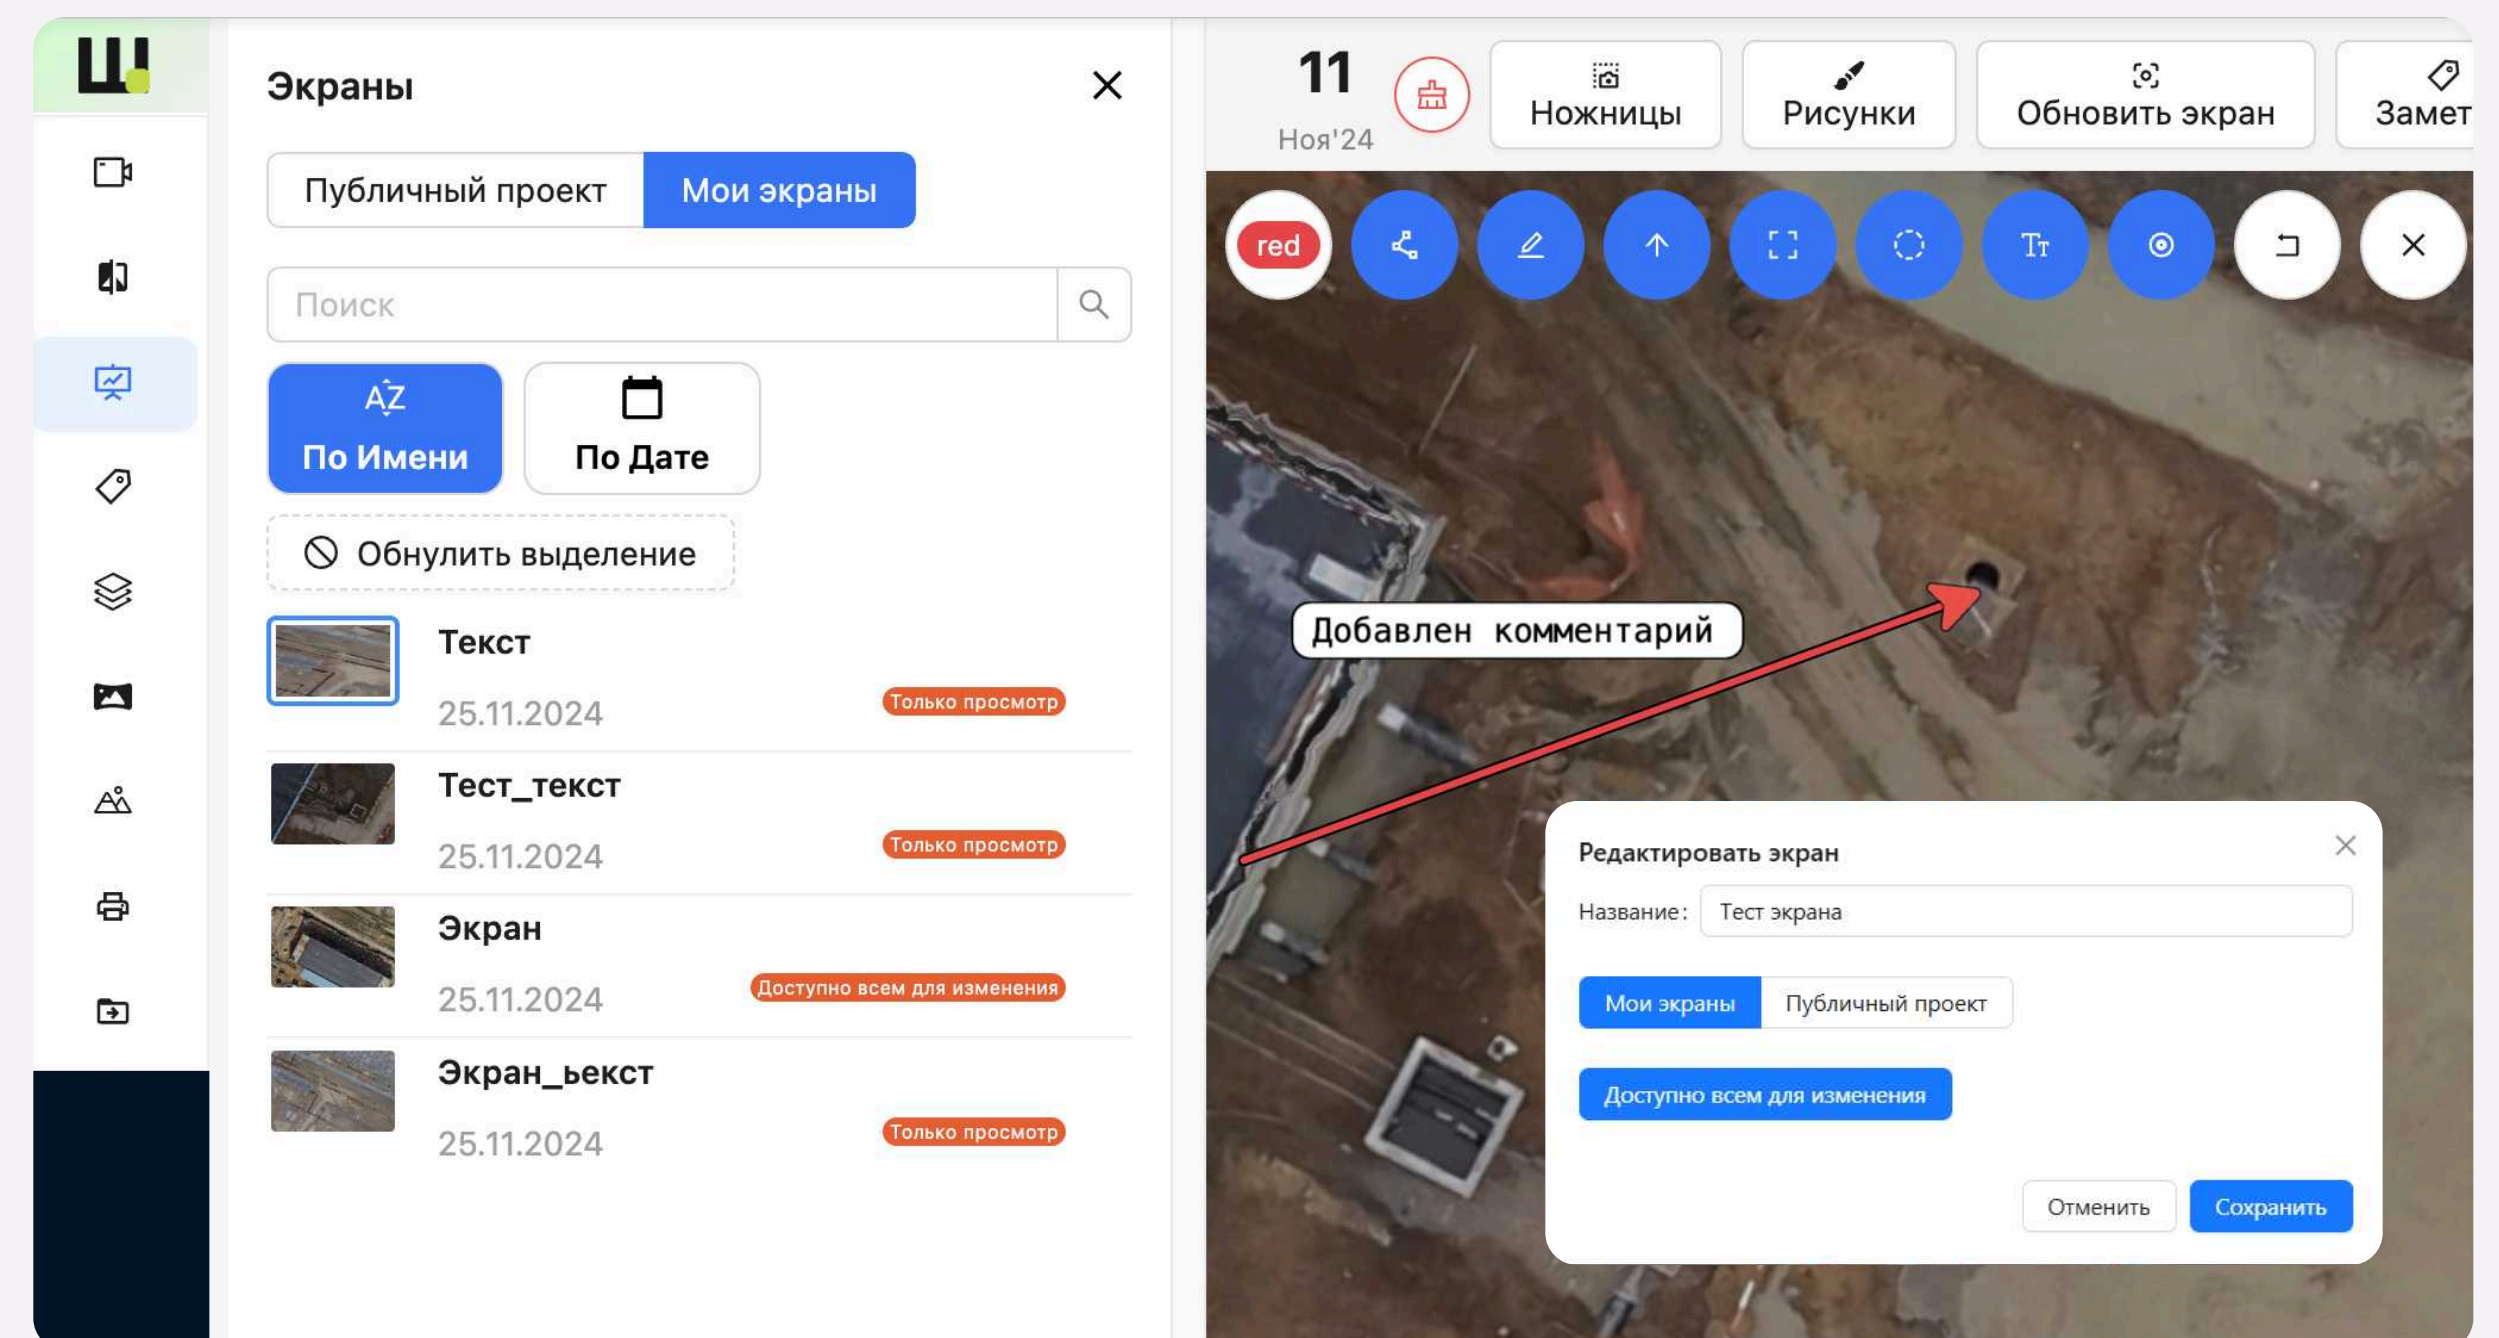 Ш
Экраны
Публичный проект
Мои экраны
Поиск
AZ
По Имени
По Дате
Обнулить выделение
Текст
25.11.2024
Только просмотр
Тест_текст
25.11.2024
Только просмотр
Экран
25.11.2024
Доступно всем для изменения
Экран_ьекст
25.11.2024
Только просмотр
11
Ноя'24
Ножницы
Рисунки
Обновить экран
Замет
red
Tт
Добавлен комментарий
Редактировать экран
Название:
Тест экрана
Мои экраны
Публичный проект
Доступно всем для изменения
Отменить
Сохранить